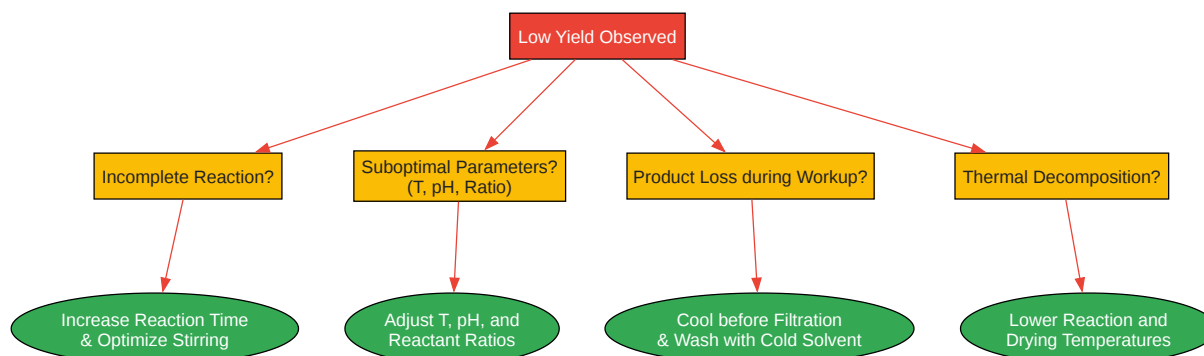 Low Yield Observed
Incomplete Reaction?
Suboptimal Parameters?
(T, pH, Ratio)
Product Loss during Workup?
Thermal Decomposition?
Increase Reaction Time
& Optimize Stirring
Adjust T, pH, and
Reactant Ratios
Cool before Filtration
& Wash with Cold Solvent
Lower Reaction and
Drying Temperatures